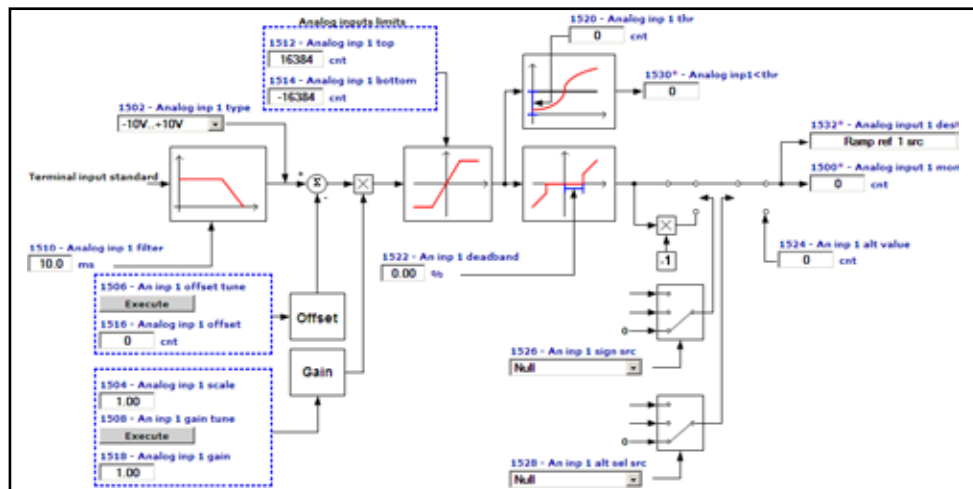 Analog inputs limits
1512 - Analog inp 1 top
16384 cnt
1514 - Analog inp 1 bottom
-16384 cnt
1520 - Analog inp 1 thr
0 cnt
1530* - Analog inp1<thr
0
1502 - Analog inp 1 type
-10V..+10V
1532* - Analog input 1 dest
Ramp ref 1 src
Terminal input standard
+
Σ
-
×
1500* - Analog input 1 mon
0 cnt
1510 - Analog inp 1 filter
10.0 ms
1522 - An inp 1 deadband
0.00 %
×
-1
1524 - An inp 1 alt value
0 cnt
1506 - An inp 1 offset tune
Execute
1516 - Analog inp 1 offset
0 cnt
Offset
Gain
1504 - Analog inp 1 scale
1.00
1508 - An inp 1 gain tune
Execute
1518 - Analog inp 1 gain
1.00
0
1526 - An inp 1 sign src
Null
0
1528 - An inp 1 alt sel src
Null